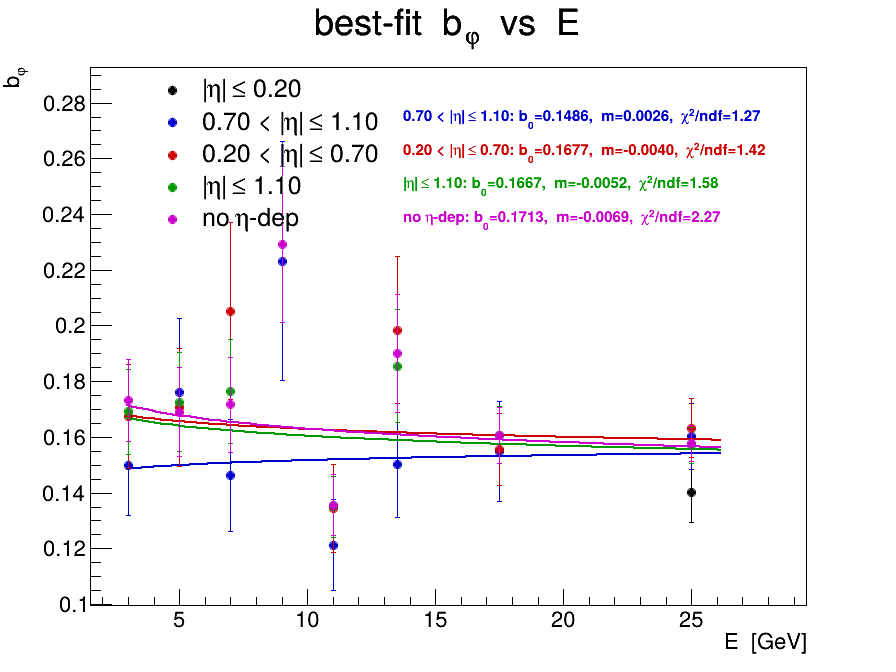 best-fit b_φ vs E
b_φ
|η| ≤ 0.20
0.70 < |η| ≤ 1.10
0.20 < |η| ≤ 0.70
|η| ≤ 1.10
no η-dep
0.70 < |η| ≤ 1.10: b_0=0.1486, m=0.0026, χ²/ndf=1.27
0.20 < |η| ≤ 0.70: b_0=0.1677, m=-0.0040, χ²/ndf=1.42
|η| ≤ 1.10: b_0=0.1667, m=-0.0052, χ²/ndf=1.58
no η-dep: b_0=0.1713, m=-0.0069, χ²/ndf=2.27
0.28
0.26
0.24
0.22
0.2
0.18
0.16
0.14
0.12
0.1
5 10 15 20 25
E [GeV]